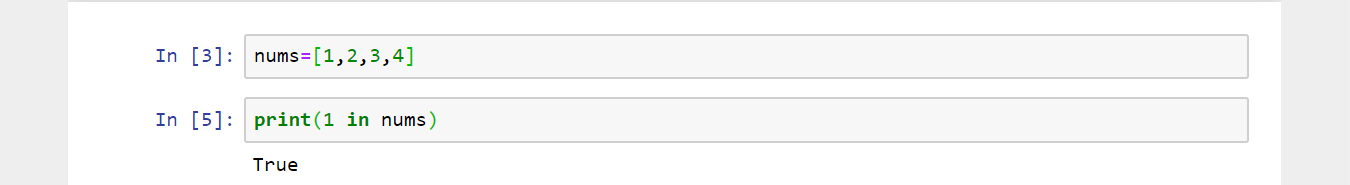 In [3]: nums=[1,2,3,4]
In [5]: print(1 in nums)
True